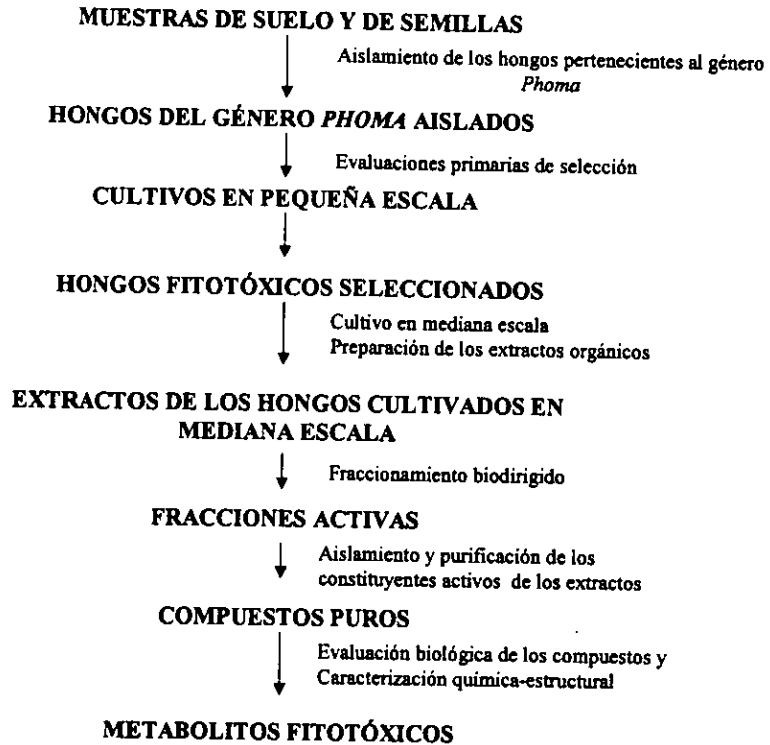 MUESTRAS DE SUELO Y DE SEMILLAS
Aislamiento de los hongos pertenecientes al género
Phoma
HONGOS DEL GÉNERO PHOMA AISLADOS
Evaluaciones primarias de selección
CULTIVOS EN PEQUEÑA ESCALA
HONGOS FITOTÓXICOS SELECCIONADOS
Cultivo en mediana escala
Preparación de los extractos orgánicos
EXTRACTOS DE LOS HONGOS CULTIVADOS EN
MEDIANA ESCALA
Fraccionamiento biodirigido
FRACCIONES ACTIVAS
Aislamiento y purificación de los
constituyentes activos de los extractos
COMPUESTOS PUROS
Evaluación biológica de los compuestos y
Caracterización química-estructural
METABOLITOS FITOTÓXICOS